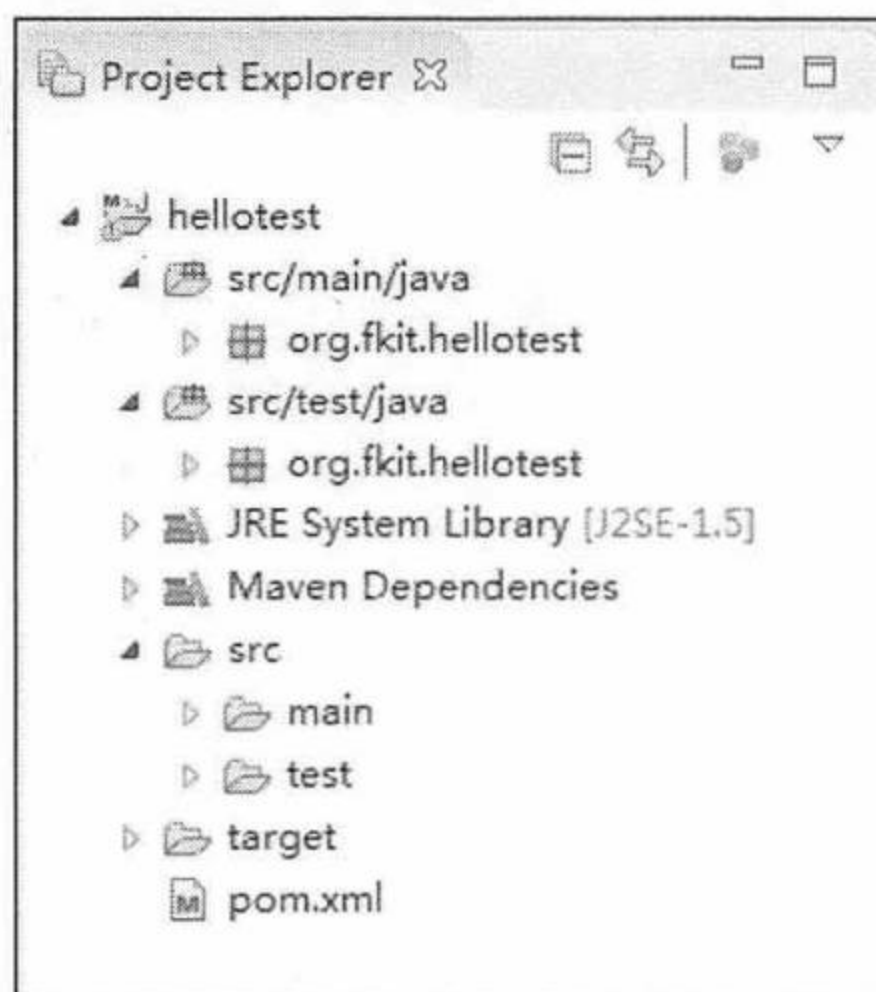 Project Explorer
hellotest
src/main/java
org.fkit.hellotest
src/test/java
org.fkit.hellotest
JRE System Library [J2SE-1.5]
Maven Dependencies
src
main
test
target
pom.xml